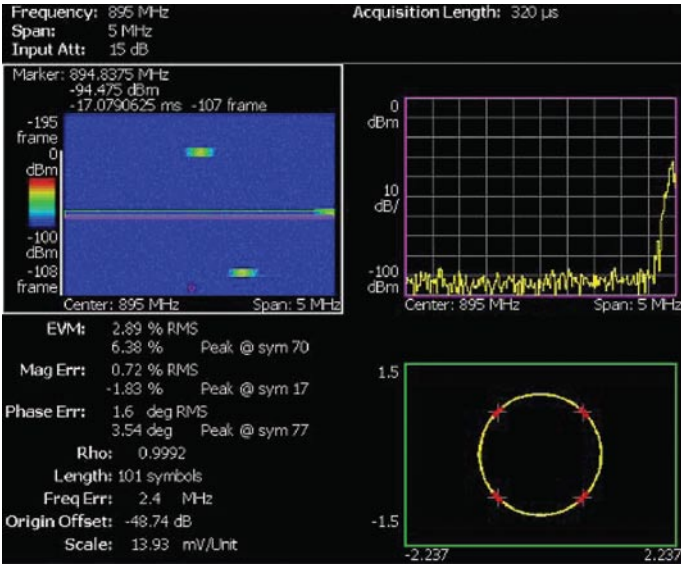 Frequency: 895 MHz
Span: 5 MHz
Input Att: 15 dB
Acquisition Length: 320 µs
Marker: 894.8375 MHz
-94.475 dBm
-17.0790625 ms -107 frame
-195
frame
0
dBm
-100
dBm
-108
frame
Center: 895 MHz Span: 5 MHz
0
dBm
10
dB/
-100
dBm
Center: 895 MHz Span: 5 MHz
EVM: 2.89 % RMS
6.38 % Peak @ sym 70
Mag Err: 0.72 % RMS
-1.83 % Peak @ sym 17
Phase Err: 1.6 deg RMS
3.54 deg Peak @ sym 77
Rho: 0.9992
Length: 101 symbols
Freq Err: 2.4 MHz
Origin Offset: -48.74 dB
Scale: 13.93 mV/Unit
1.5
-1.5
-2.237 2.237